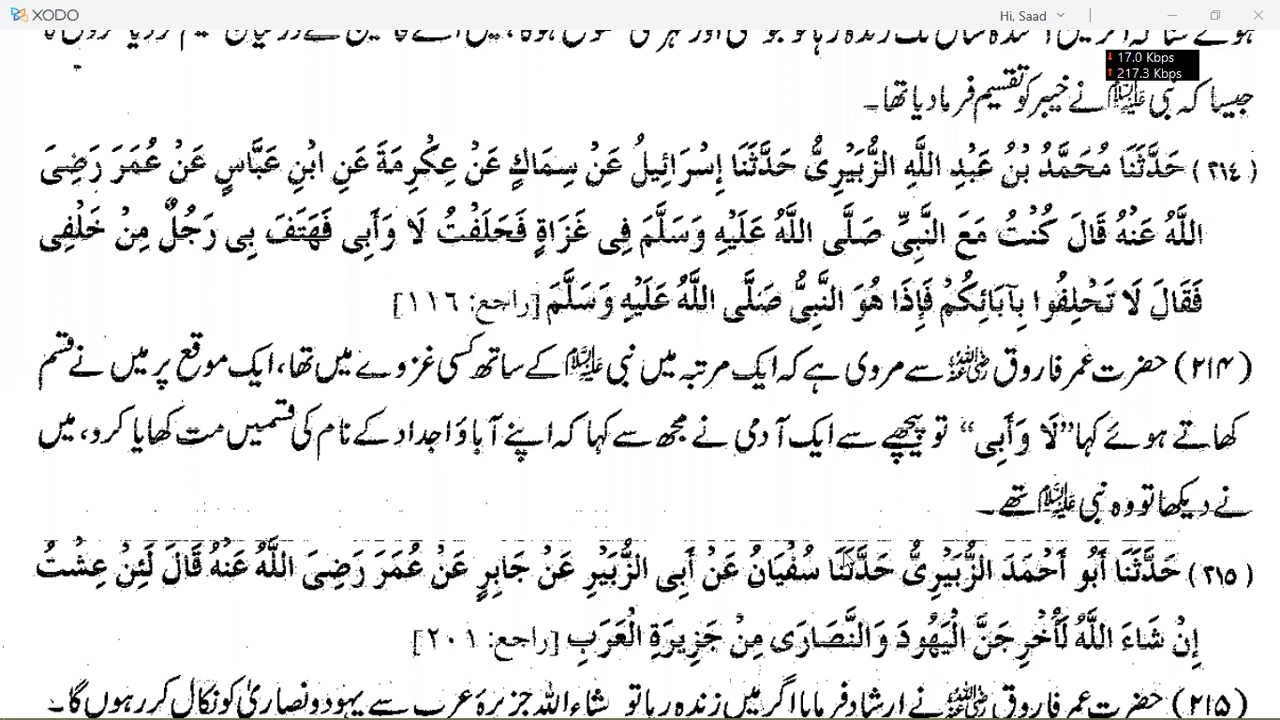 XODO
Hi, Saad
17.0 Kbps
217.3 Kbps
جیسا کہ نبی علیہ السلام نے خیبر کو تقسیم فرما دیا تھا۔
(٢١٤) حَدَّثَنَا مُحَمَّدُ بْنُ عَبْدِ اللَّهِ الزُّبَيْرِىُّ حَدَّثَنَا إِسْرَائِيلُ عَنْ سِمَاكٍ عَنْ عِكْرِمَةَ عَنِ ابْنِ عَبَّاسٍ عَنْ عُمَرَ رَضِىَ
اللَّهُ عَنْهُ قَالَ كُنْتُ مَعَ النَّبِىِّ صَلَّى اللَّهُ عَلَيْهِ وَسَلَّمَ فِى غَزَاةٍ فَحَلَفْتُ لَا وَأَبِى فَهَتَفَ بِى رَجُلٌ مِنْ خَلْفِى
فَقَالَ لَا تَحْلِفُوا بِآبَائِكُمْ فَإِذَا هُوَ النَّبِىُّ صَلَّى اللَّهُ عَلَيْهِ وَسَلَّمَ [راجع: ١١٦]
(۲۱۴) حضرت عمر فاروق رضی اللہ عنہ سے مروی ہے کہ ایک مرتبہ میں نبی علیہ السلام کے ساتھ کسی غزوے میں تھا، ایک موقع پر میں نے قسم
کھاتے ہوئے کہا ”لَا وَأَبِی“ تو پیچھے سے ایک آدمی نے مجھ سے کہا کہ اپنے آباؤ اجداد کے نام کی قسمیں مت کھایا کرو، میں
نے دیکھا تو وہ نبی علیہ السلام تھے۔
(٢١٥) حَدَّثَنَا أَبُو أَحْمَدَ الزُّبَيْرِىُّ حَدَّثَنَا سُفْيَانُ عَنْ أَبِى الزُّبَيْرِ عَنْ جَابِرٍ عَنْ عُمَرَ رَضِىَ اللَّهُ عَنْهُ قَالَ لَئِنْ عِشْتُ
إِنْ شَاءَ اللَّهُ لَأُخْرِجَنَّ الْيَهُودَ وَالنَّصَارَى مِنْ جَزِيرَةِ الْعَرَبِ [راجع: ٢٠١]
(۲۱۵) حضرت عمر فاروق رضی اللہ عنہ نے ارشاد فرمایا اگر میں زندہ رہا تو شاء اللہ جزیرۂ عرب سے یہود و نصاریٰ کو نکال کر رہوں گا۔